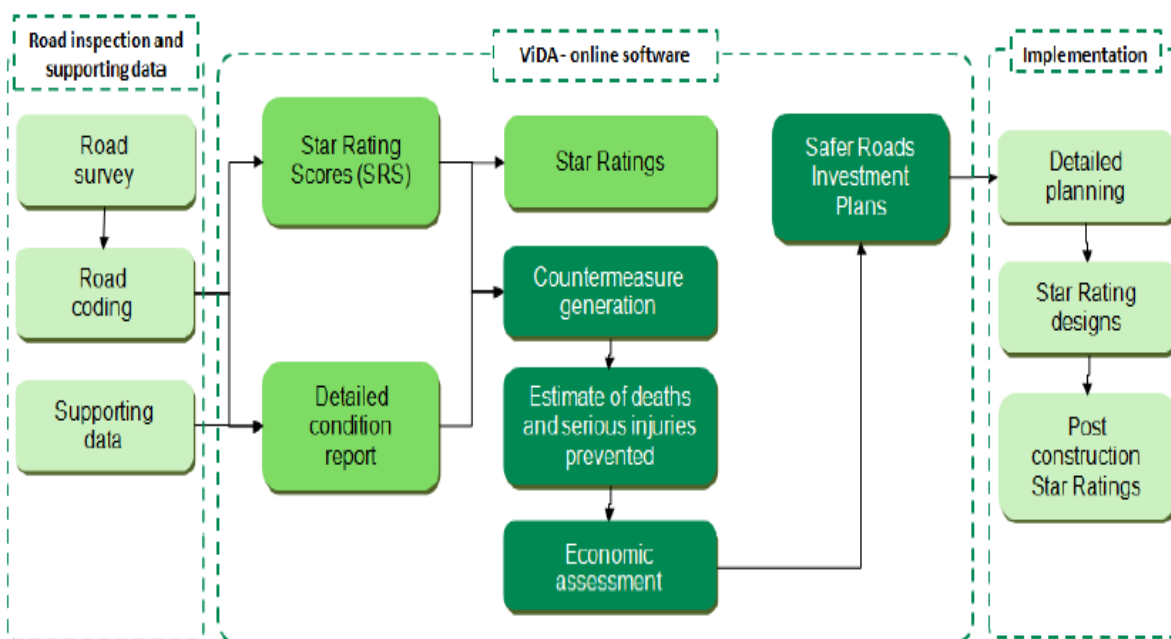 Road inspection and
supporting data
ViDA - online software
Implementation
Road
survey
Road
coding
Supporting
data
Star Rating
Scores (SRS)
Detailed
condition
report
Star Ratings
Countermeasure
generation
Estimate of deaths
and serious injuries
prevented
Economic
assessment
Safer Roads
Investment
Plans
Detailed
planning
Star Rating
designs
Post
construction
Star Ratings